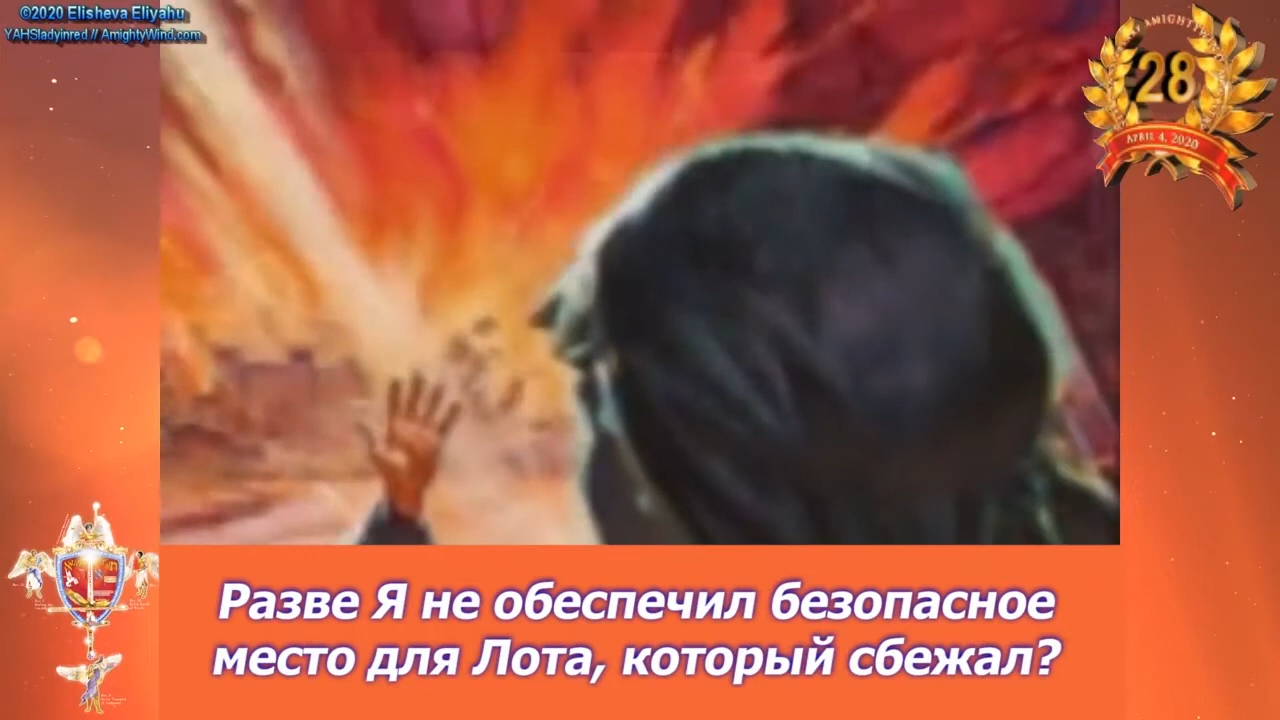 ©2020 Elisheva Eliyahu
YAHSladyinred // AmightyWind.com
28
APRIL 4, 2020
Разве Я не обеспечил безопасное
место для Лота, который сбежал?